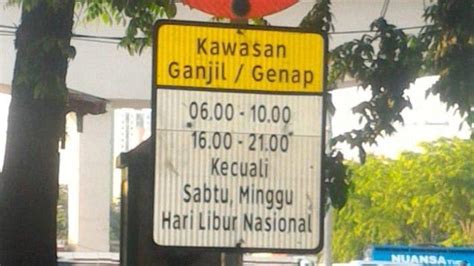 Kawasan
Ganjil / Genap
06.00 - 10.00
16.00 - 21.00
Kecuali
Sabtu, Minggu
Hari Libur Nasional
NUANSA